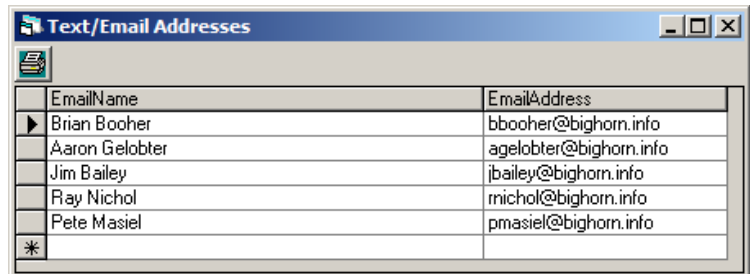 Text/Email Addresses
EmailName EmailAddress
Brian Booher bbooher@bighorn.info
Aaron Gelobter agelobter@bighorn.info
Jim Bailey jbailey@bighorn.info
Ray Nichol rnichol@bighorn.info
Pete Masiel pmasiel@bighorn.info